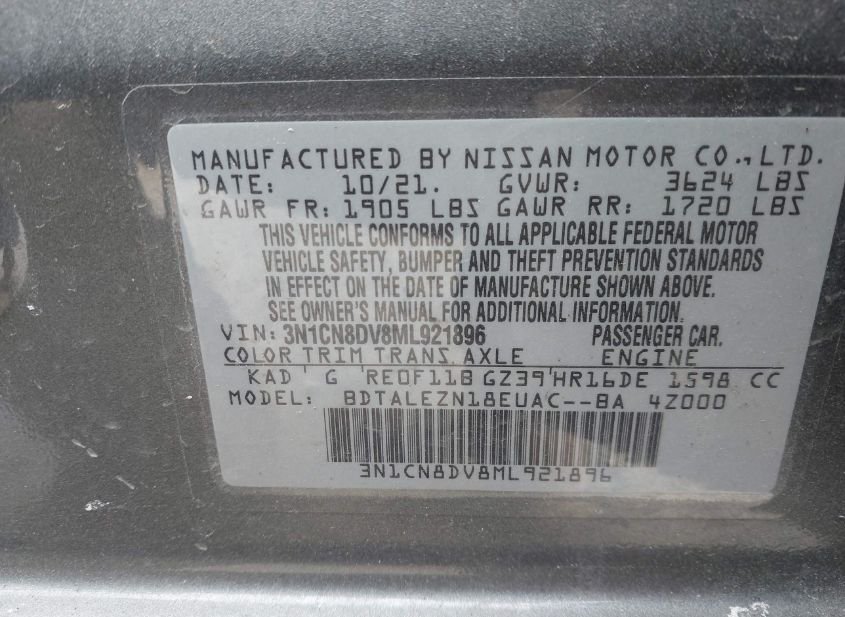 MANUFACTURED BY NISSAN MOTOR CO.,LTD.
DATE: 10/21. GVWR: 3624 LBS
GAWR FR: 1905 LBS GAWR RR: 1720 LBS
THIS VEHICLE CONFORMS TO ALL APPLICABLE FEDERAL MOTOR
VEHICLE SAFETY, BUMPER AND THEFT PREVENTION STANDARDS
IN EFFECT ON THE DATE OF MANUFACTURE SHOWN ABOVE.
SEE OWNER'S MANUAL FOR ADDITIONAL INFORMATION.
VIN: 3N1CN8DV8ML921896 PASSENGER CAR.
COLOR TRIM TRANS AXLE ENGINE
KAD G RE0F11B GZ39 HR16DE 1598 CC
MODEL: BDTALEZN18EUAC--BA 4Z000
3N1CN8DV8ML921896